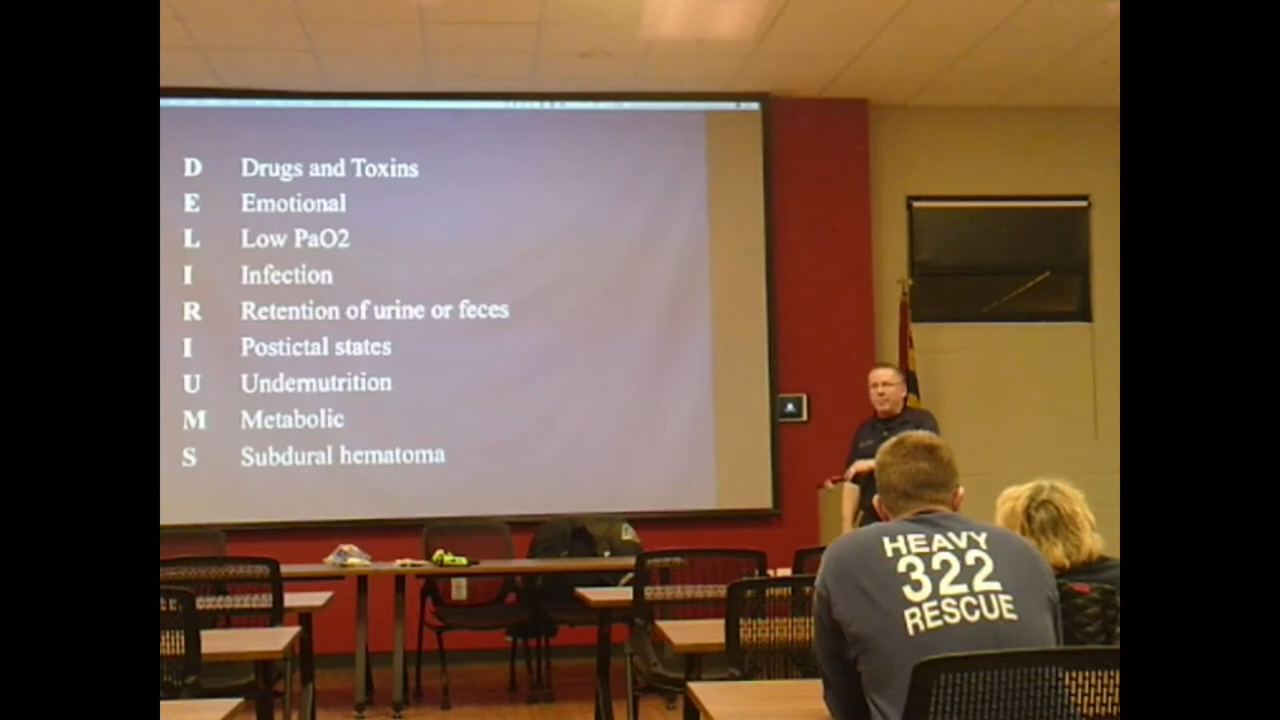 D Drugs and Toxins
E Emotional
L Low PaO2
I Infection
R Retention of urine or feces
I Postictal states
U Undernutrition
M Metabolic
S Subdural hematoma
HEAVY
322
RESCUE